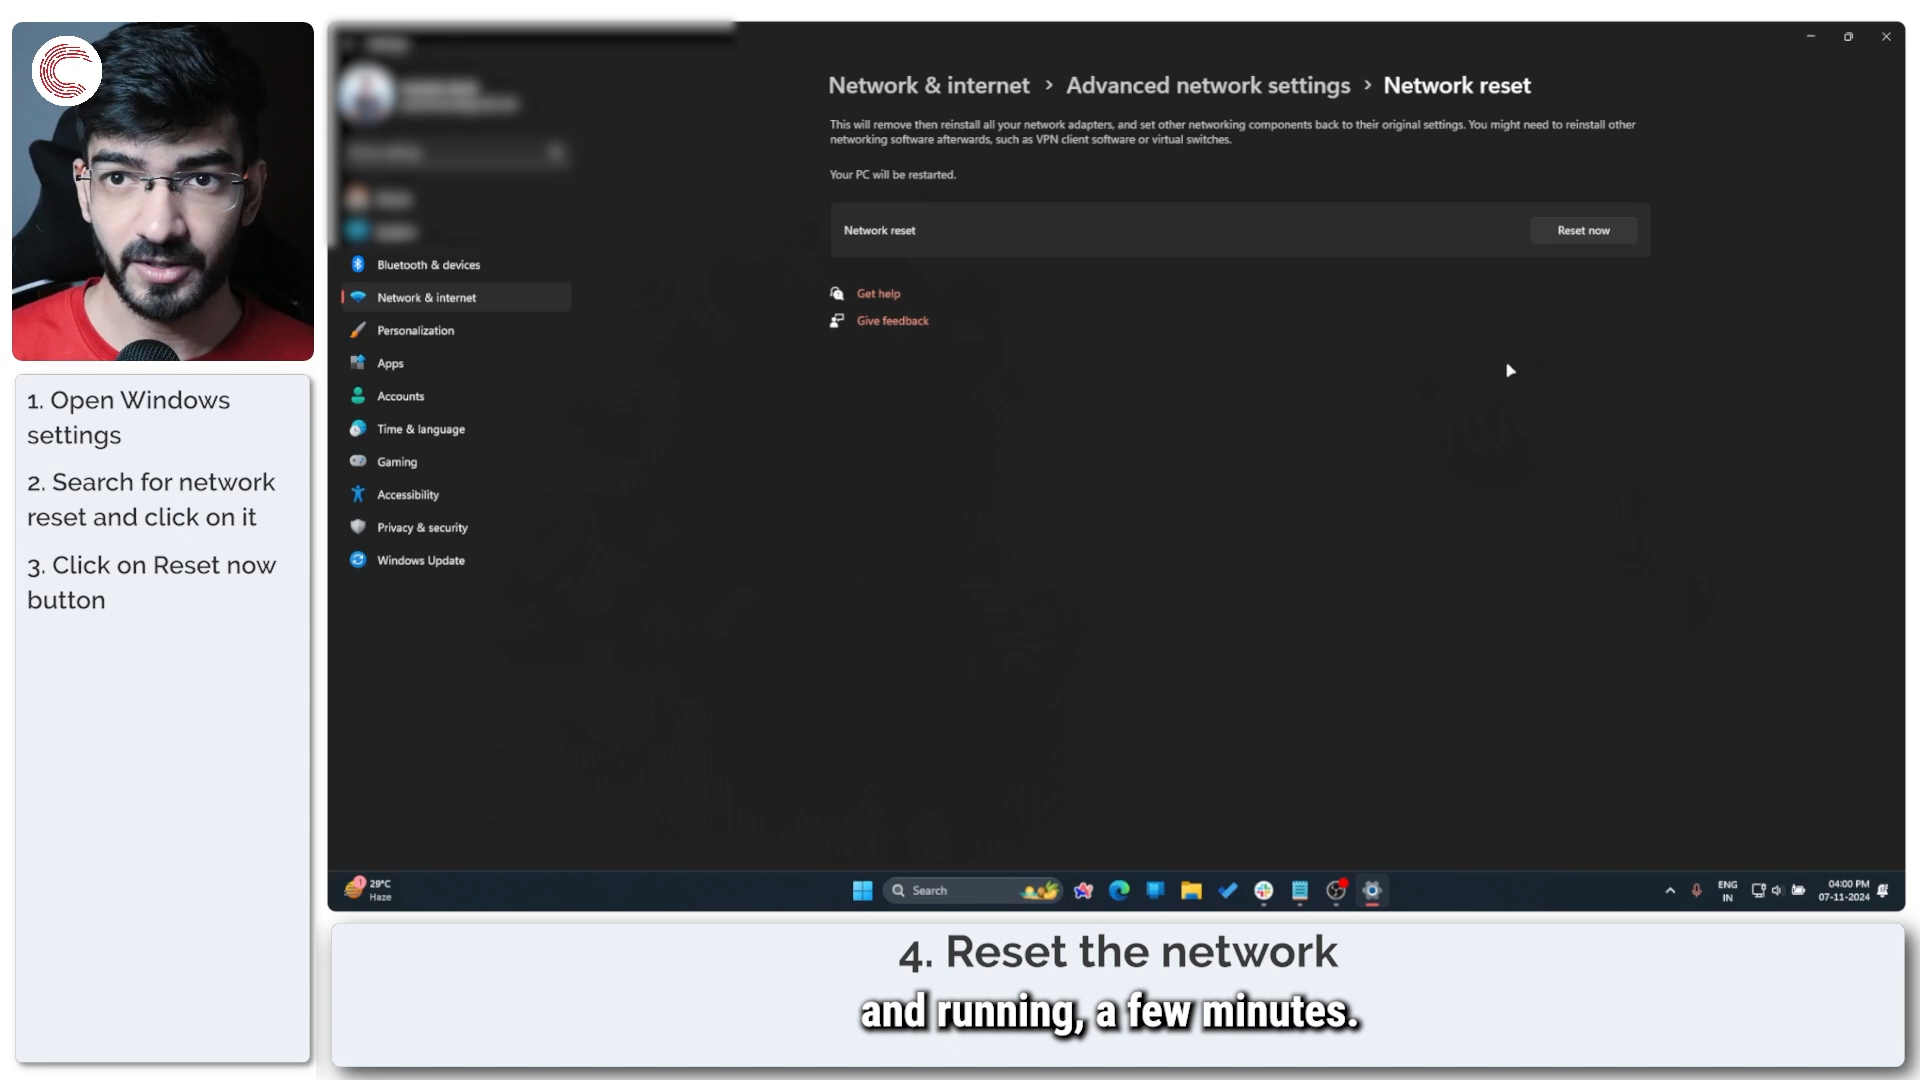 1. Open Windows
settings
2. Search for network
reset and click on it
3. Click on Reset now
button
Network & internet > Advanced network settings > Network reset
This will remove then reinstall all your network adapters, and set other networking components back to their original settings. You might need to reinstall other
networking software afterwards, such as VPN client software or virtual switches.
Your PC will be restarted.
Network reset
Reset now
Get help
Give feedback
Bluetooth & devices
Network & internet
Personalization
Apps
Accounts
Time & language
Gaming
Accessibility
Privacy & security
Windows Update
1
29°C
Haze
Search
ENG
IN
04:00 PM
07-11-2024
4. Reset the network
and running, a few minutes.